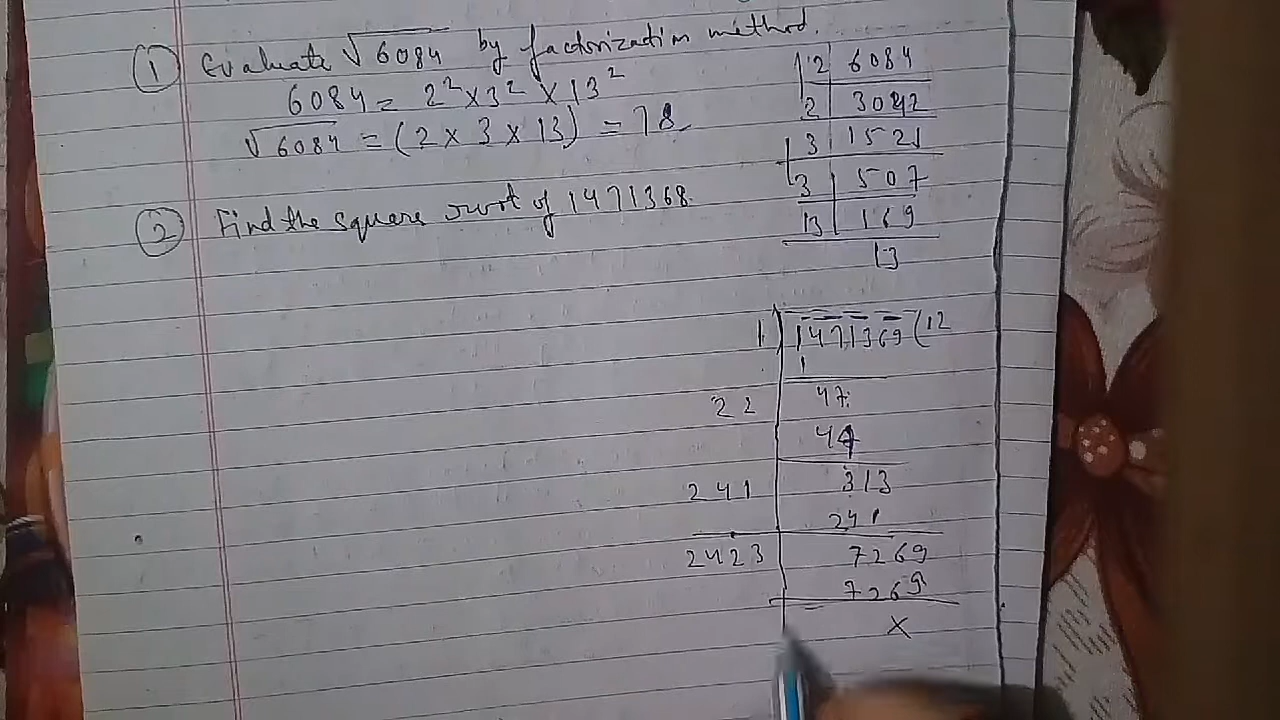 ① Evaluate √6084 by factorization method.
6084 = 2² × 3² × 13²
√6084 = (2 × 3 × 13) = 78
2 | 6084
2 | 3042
3 | 1521
3 | 507
13 | 169
13
② Find the square root of 1471368.
1 ) 1471369 ( 12
1
22 | 47
44
241 | 313
241
2423 | 7269
7269
×